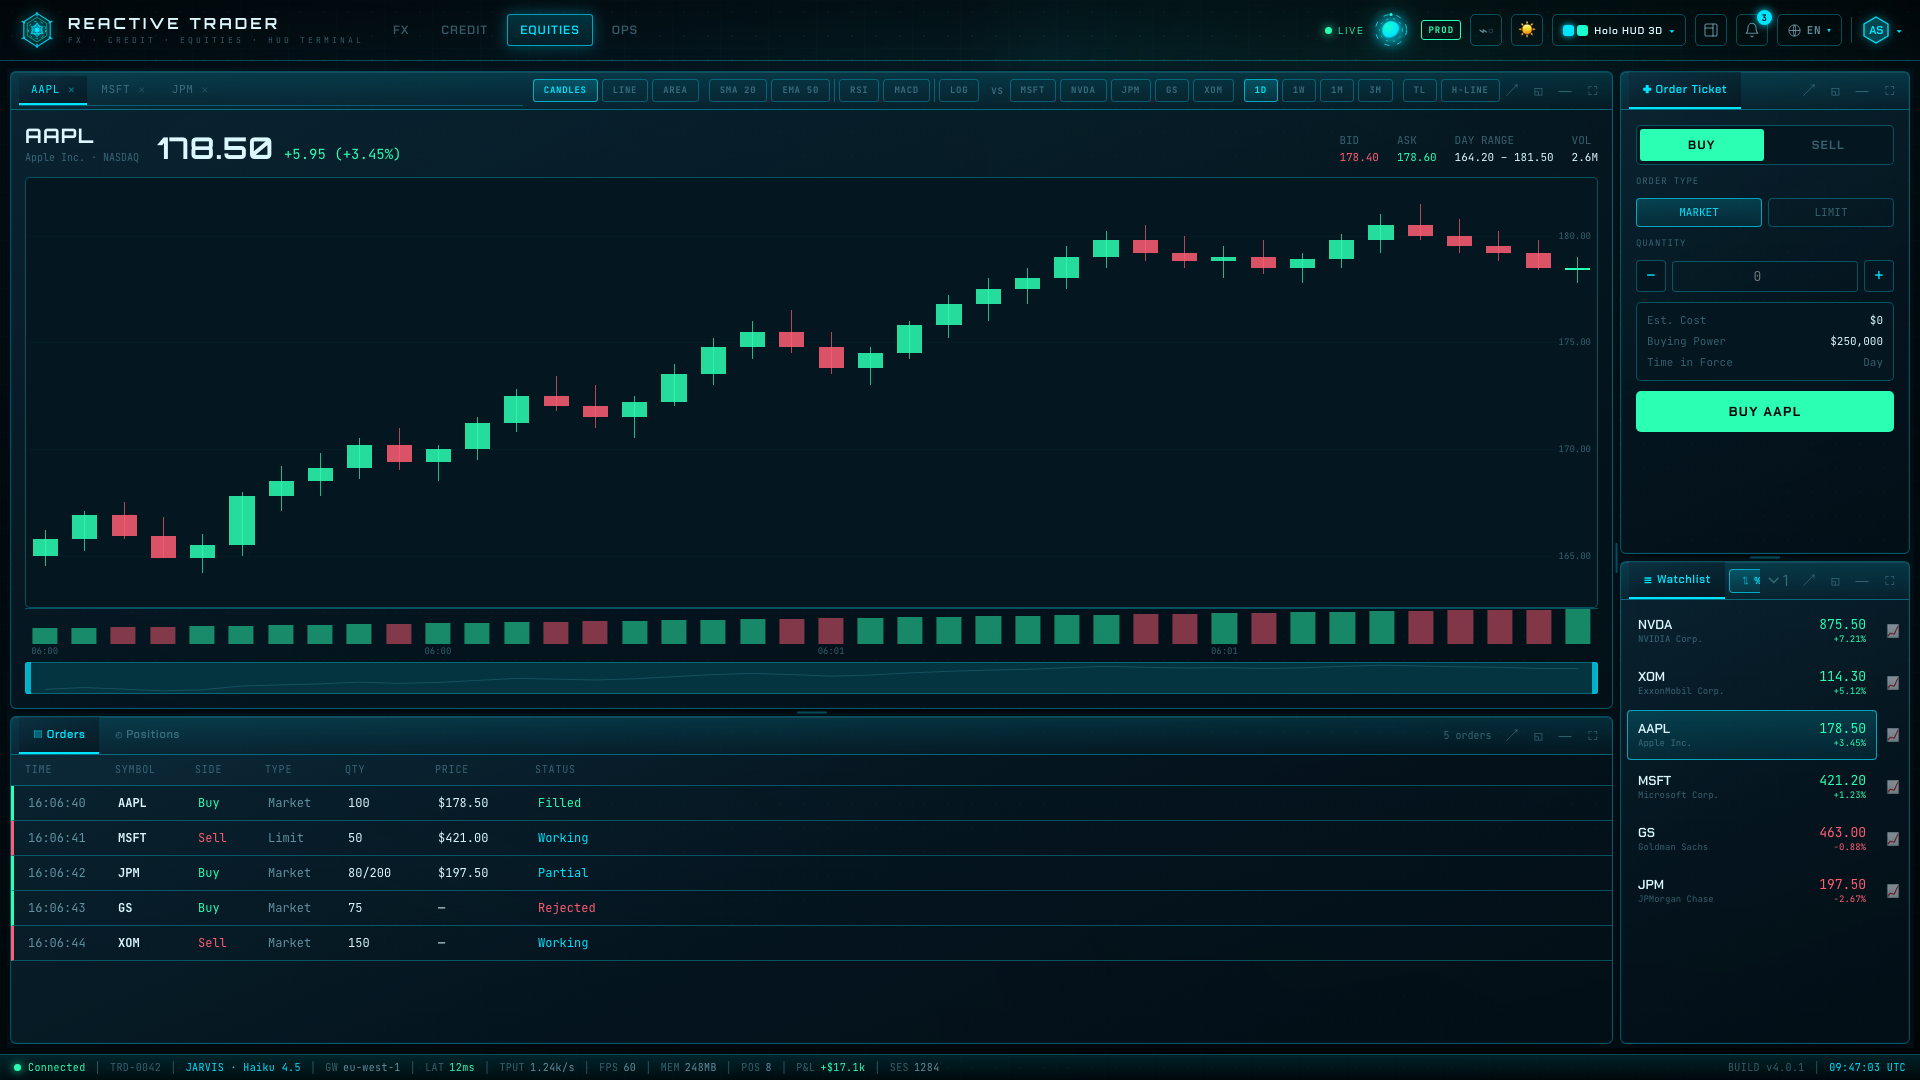 REACTIVE TRADER
FX · CREDIT · EQUITIES · HUD TERMINAL
FX CREDIT EQUITIES OPS
LIVE PROD Holo HUD 3D 3 EN AS
AAPL × MSFT × JPM ×
CANDLES LINE AREA SMA 20 EMA 50 RSI MACD LOG VS MSFT NVDA JPM GS XOM 1D 1W 1M 3M TL H-LINE
AAPL
Apple Inc. · NASDAQ
178.50 +5.95 (+3.45%)
BID ASK DAY RANGE VOL
178.40 178.60 164.20 – 181.50 2.6M
180.00
175.00
170.00
165.00
06:00 06:00 06:01 06:01
Orders Positions 5 orders
TIME SYMBOL SIDE TYPE QTY PRICE STATUS
16:06:40 AAPL Buy Market 100 $178.50 Filled
16:06:41 MSFT Sell Limit 50 $421.00 Working
16:06:42 JPM Buy Market 80/200 $197.50 Partial
16:06:43 GS Buy Market 75 — Rejected
16:06:44 XOM Sell Market 150 — Working
Order Ticket
BUY SELL
ORDER TYPE
MARKET LIMIT
QUANTITY
− 0 +
Est. Cost $0
Buying Power $250,000
Time in Force Day
BUY AAPL
Watchlist % 1
NVDA 875.50
NVIDIA Corp. +7.21%
XOM 114.30
ExxonMobil Corp. +5.12%
AAPL 178.50
Apple Inc. +3.45%
MSFT 421.20
Microsoft Corp. +1.23%
GS 463.00
Goldman Sachs -0.88%
JPM 197.50
JPMorgan Chase -2.67%
Connected TRD-0042 JARVIS · Haiku 4.5 GW eu-west-1 LAT 12ms TPUT 1.24k/s FPS 60 MEM 248MB POS 8 P&L +$17.1k SES 1284 BUILD v4.0.1 09:47:03 UTC